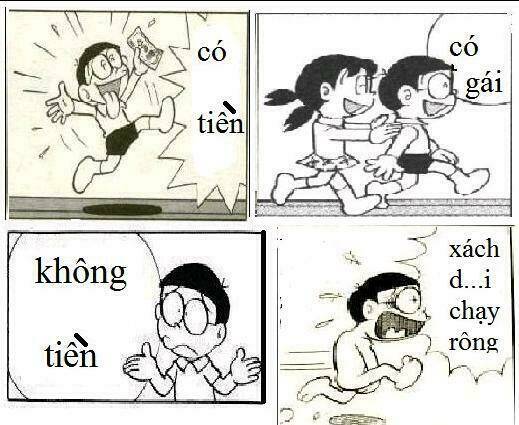 có
tiền
có
gái
không
tiền
xách
d...i
chạy
rông